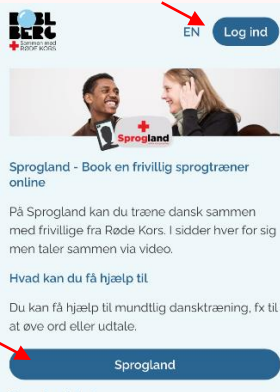 KØBL
BERG
Sammen med
RØDE KORS
EN
Log ind
Sprogland
Sprogland - Book en frivillig sprogtræner
online
På Sprogland kan du træne dansk sammen
med frivillige fra Røde Kors. I sidder hver for sig
men taler sammen via video.
Hvad kan du få hjælp til
Du kan få hjælp til mundtlig dansktræning, fx til
at øve ord eller udtale.
Sprogland